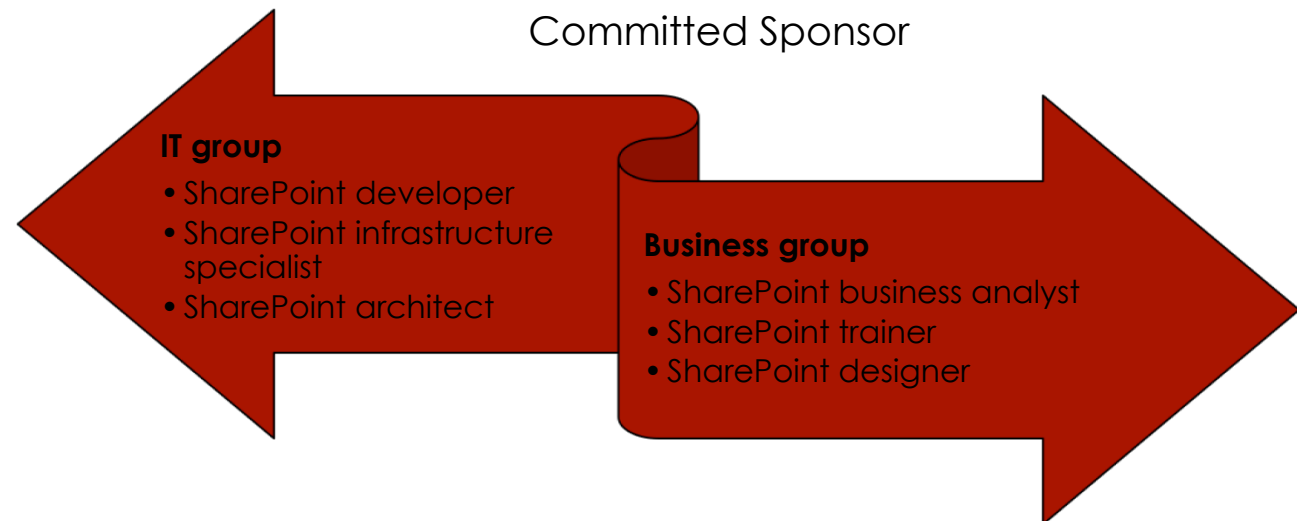 Committed Sponsor
IT group
• SharePoint developer
• SharePoint infrastructure
specialist
• SharePoint architect
Business group
• SharePoint business analyst
• SharePoint trainer
• SharePoint designer